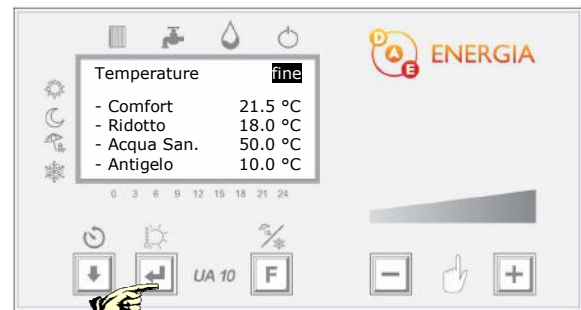 D
A
E
ENERGIA
Temperature fine
- Comfort 21.5 °C
- Ridotto 18.0 °C
- Acqua San. 50.0 °C
- Antigelo 10.0 °C
0 3 6 9 12 15 18 21 24
UA 10 F - +